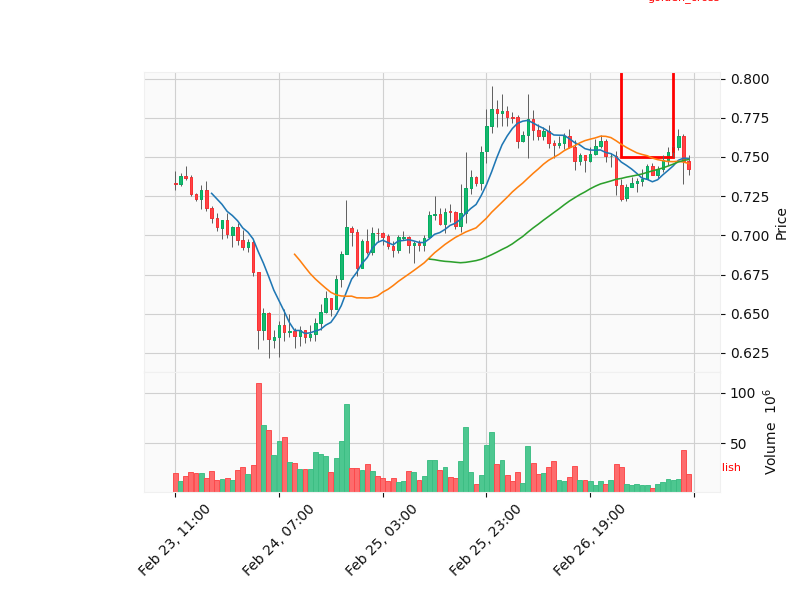 golden_cross
0.800
0.775
0.750
0.725
0.700
0.675
0.650
0.625
Price
100
50
Volume 10⁶
lish
Feb 23, 11:00
Feb 24, 07:00
Feb 25, 03:00
Feb 25, 23:00
Feb 26, 19:00